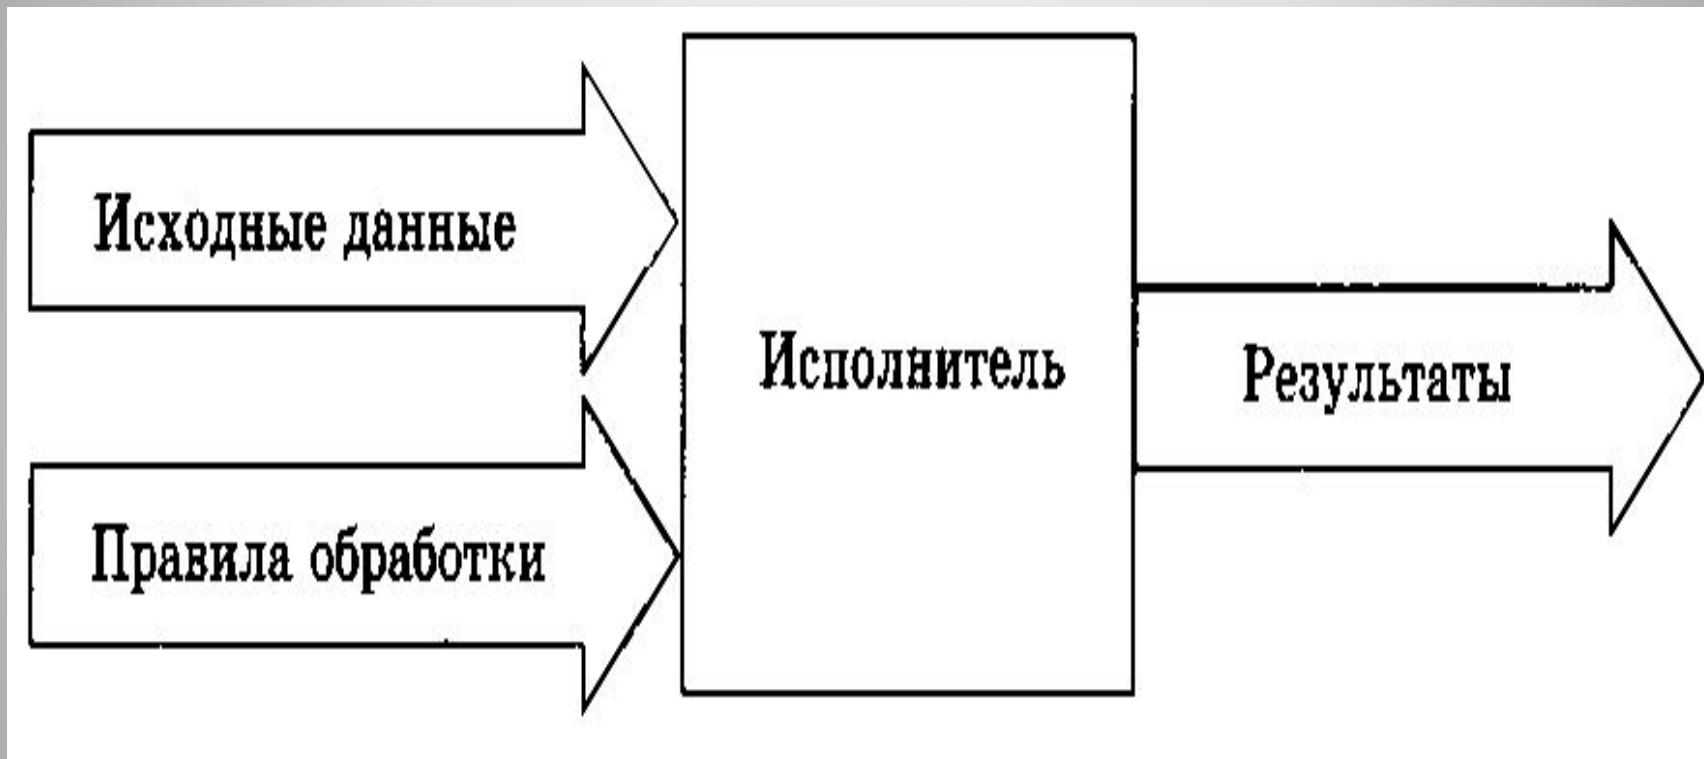 Исходные данные
Правила обработки
Исполнитель
Результаты